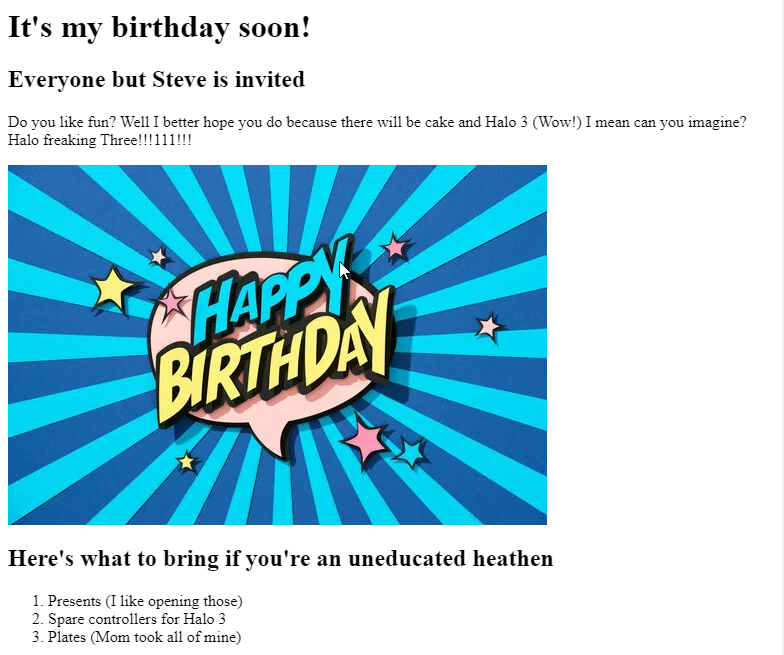 It's my birthday soon!
Everyone but Steve is invited
Do you like fun? Well I better hope you do because there will be cake and Halo 3 (Wow!) I mean can you imagine?
Halo freaking Three!!!111!!!
HAPPY
BIRTHDAY
Here's what to bring if you're an uneducated heathen
1. Presents (I like opening those)
2. Spare controllers for Halo 3
3. Plates (Mom took all of mine)